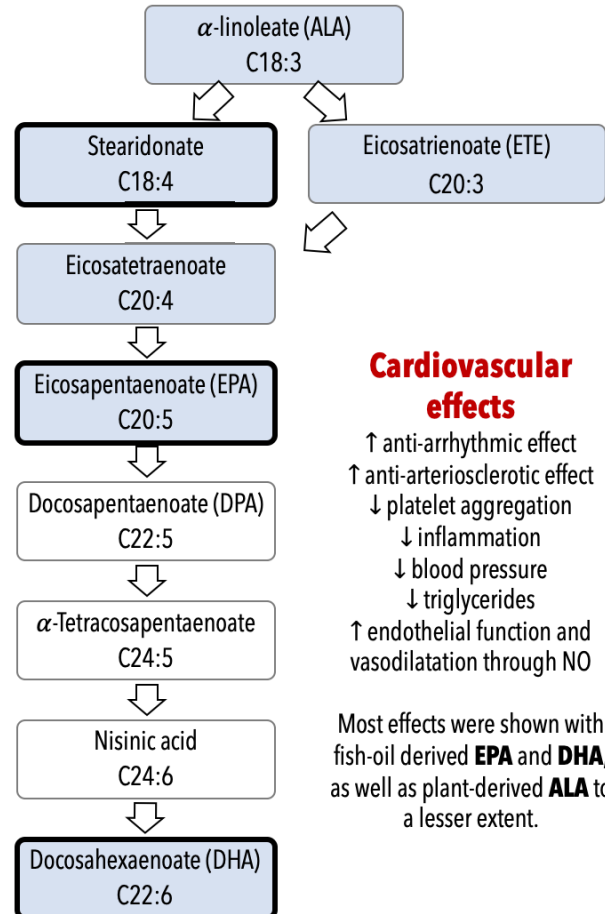 α-linoleate (ALA)
C18:3
Stearidonate
C18:4
Eicosatrienoate (ETE)
C20:3
Eicosatetraenoate
C20:4
Eicosapentaenoate (EPA)
C20:5
Docosapentaenoate (DPA)
C22:5
α-Tetracosapentaenoate
C24:5
Nisinic acid
C24:6
Docosahexaenoate (DHA)
C22:6
Cardiovascular
effects
↑ anti-arrhythmic effect
↑ anti-arteriosclerotic effect
↓ platelet aggregation
↓ inflammation
↓ blood pressure
↓ triglycerides
↑ endothelial function and
vasodilatation through NO
Most effects were shown with
fish-oil derived EPA and DHA,
as well as plant-derived ALA to
a lesser extent.